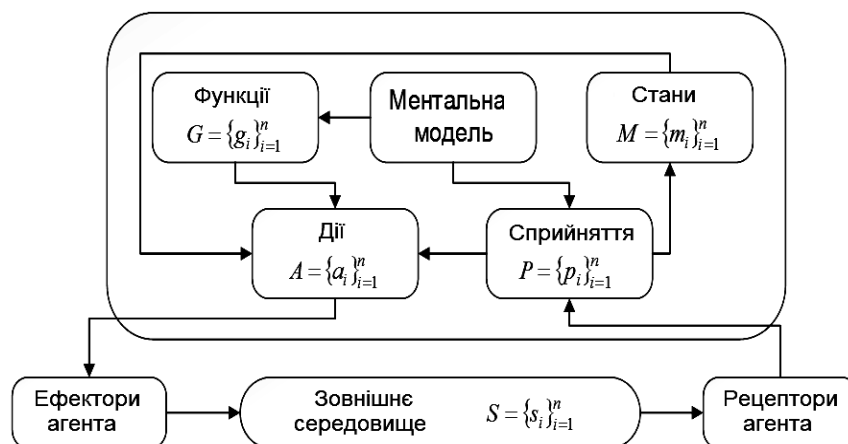 Функції
G = {g_i}_{i=1}^n
Ментальна
модель
Стани
M = {m_i}_{i=1}^n
Дії
A = {a_i}_{i=1}^n
Сприйняття
P = {p_i}_{i=1}^n
Ефектори
агента
Зовнішнє
середовище
S = {s_i}_{i=1}^n
Рецептори
агента